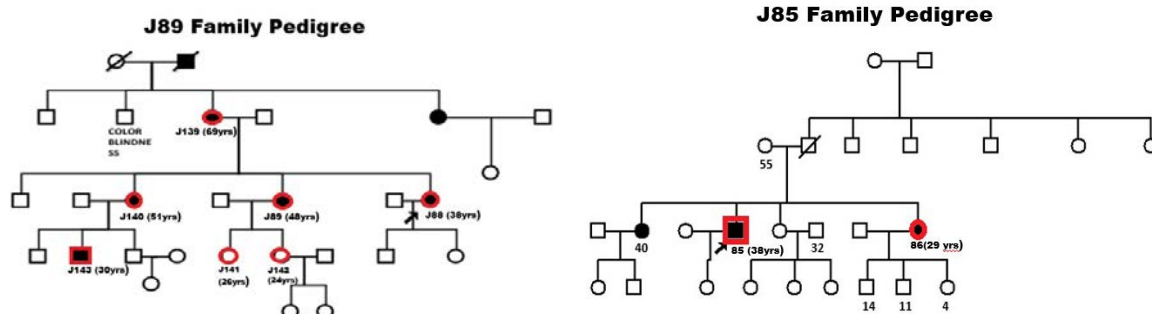 J89 Family Pedigree
COLOR
BLINDNE
SS
J139 (69yrs)
J140 (51yrs)
J89 (48yrs)
J88 (38yrs)
J143 (30yrs)
J141
(26yrs)
J142
(24yrs)
J85 Family Pedigree
55
40
85 (38yrs)
32
86(29 yrs)
14
11
4